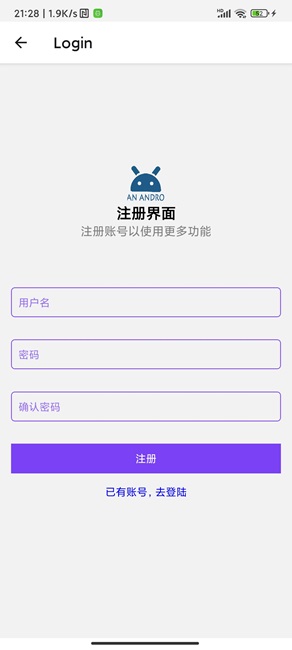 21:28 | 1.9K/s
HD 5G 62
Login
AN ANDRO
注册界面
注册账号以使用更多功能
用户名
密码
确认密码
注册
已有账号，去登陆